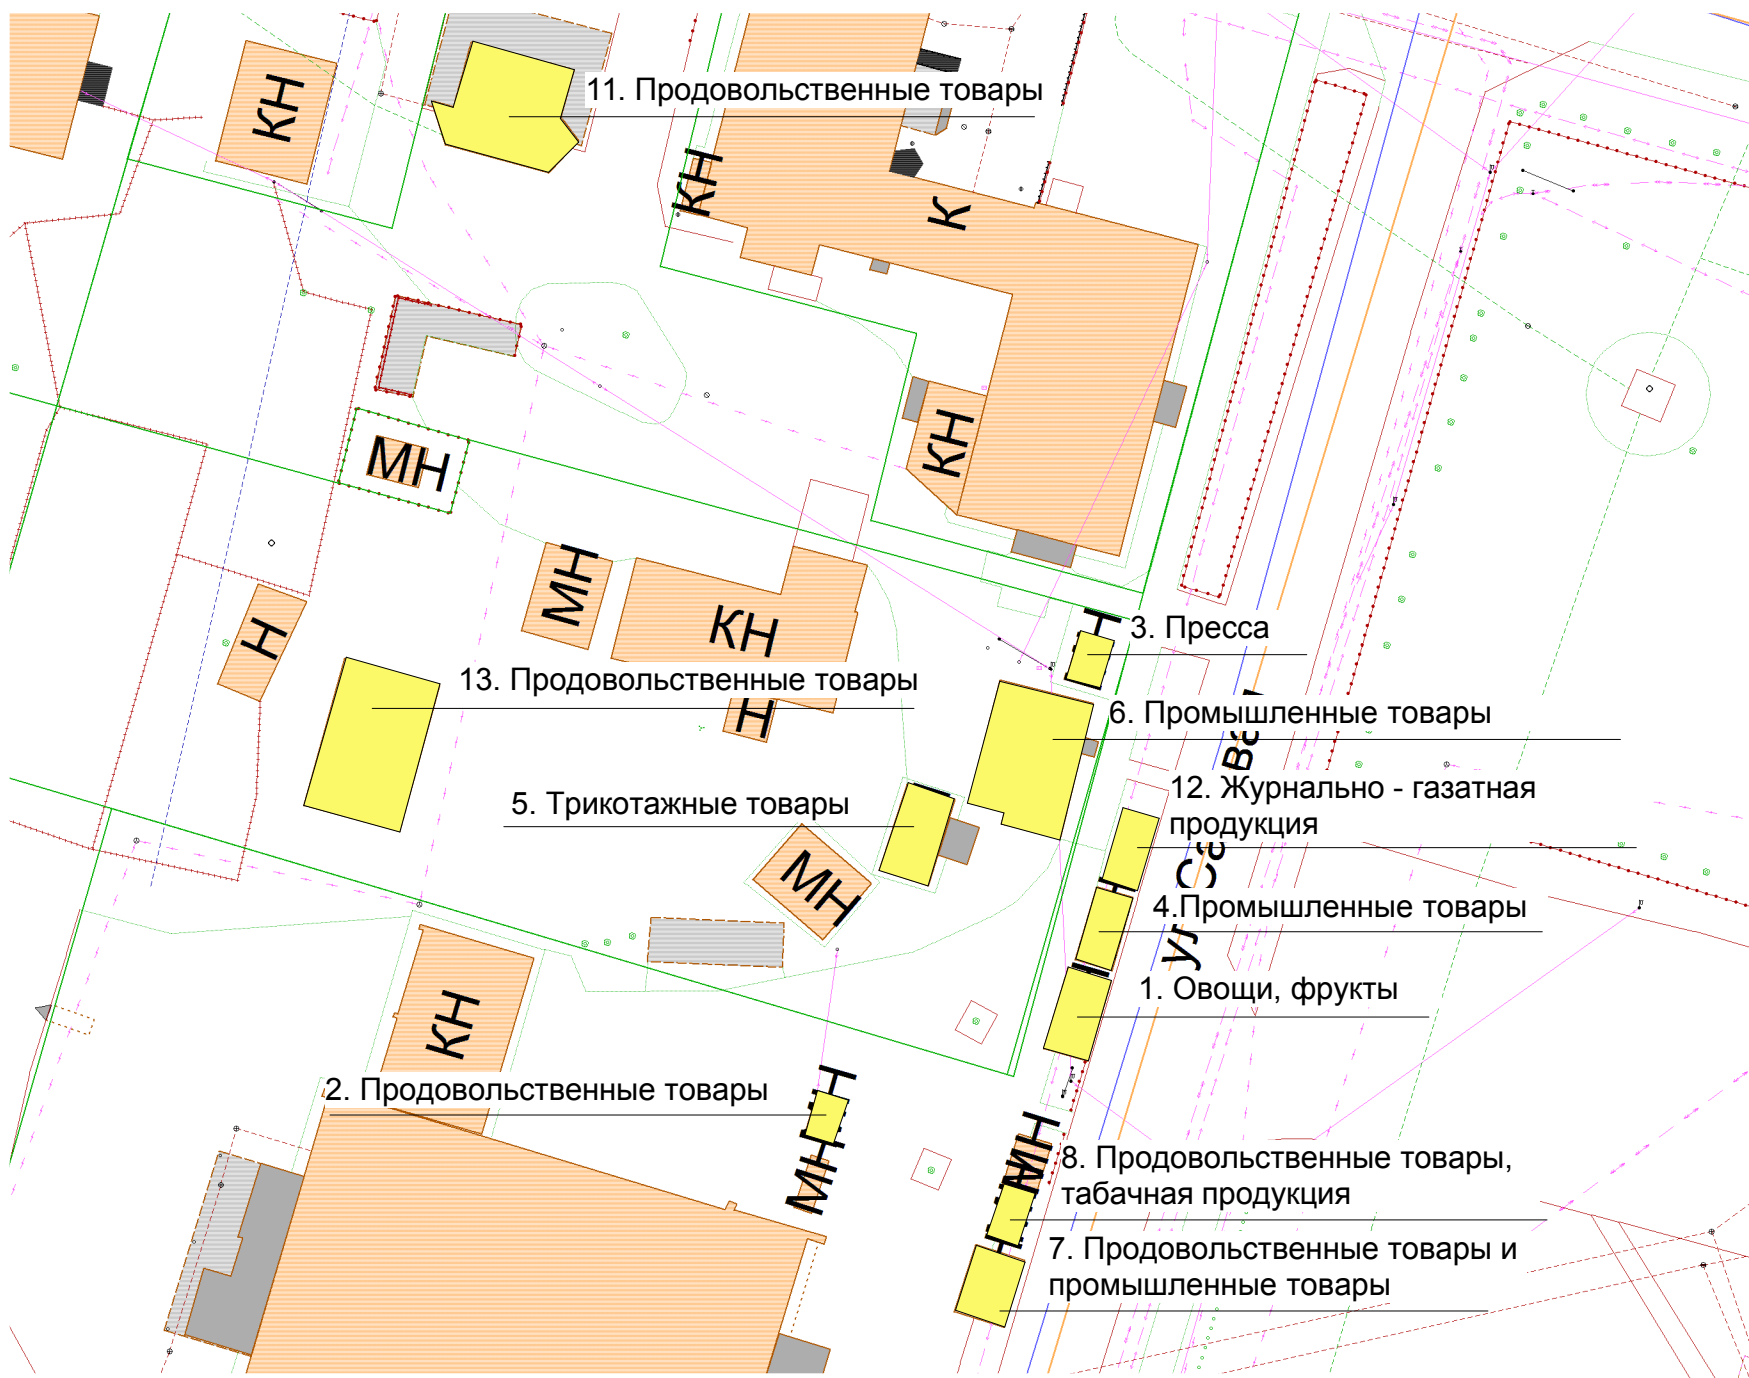 КН
11. Продовольственные товары
КН
К
КН
МН
МН
КН
Н
3. Пресса
13. Продовольственные товары
Н
6. Промышленные товары
12. Журнально - газатная
продукция
5. Трикотажные товары
МН
4.Промышленные товары
1. Овощи, фрукты
КН
Н
2. Продовольственные товары
МН
МН
8. Продовольственные товары,
табачная продукция
7. Продовольственные товары и
промышленные товары